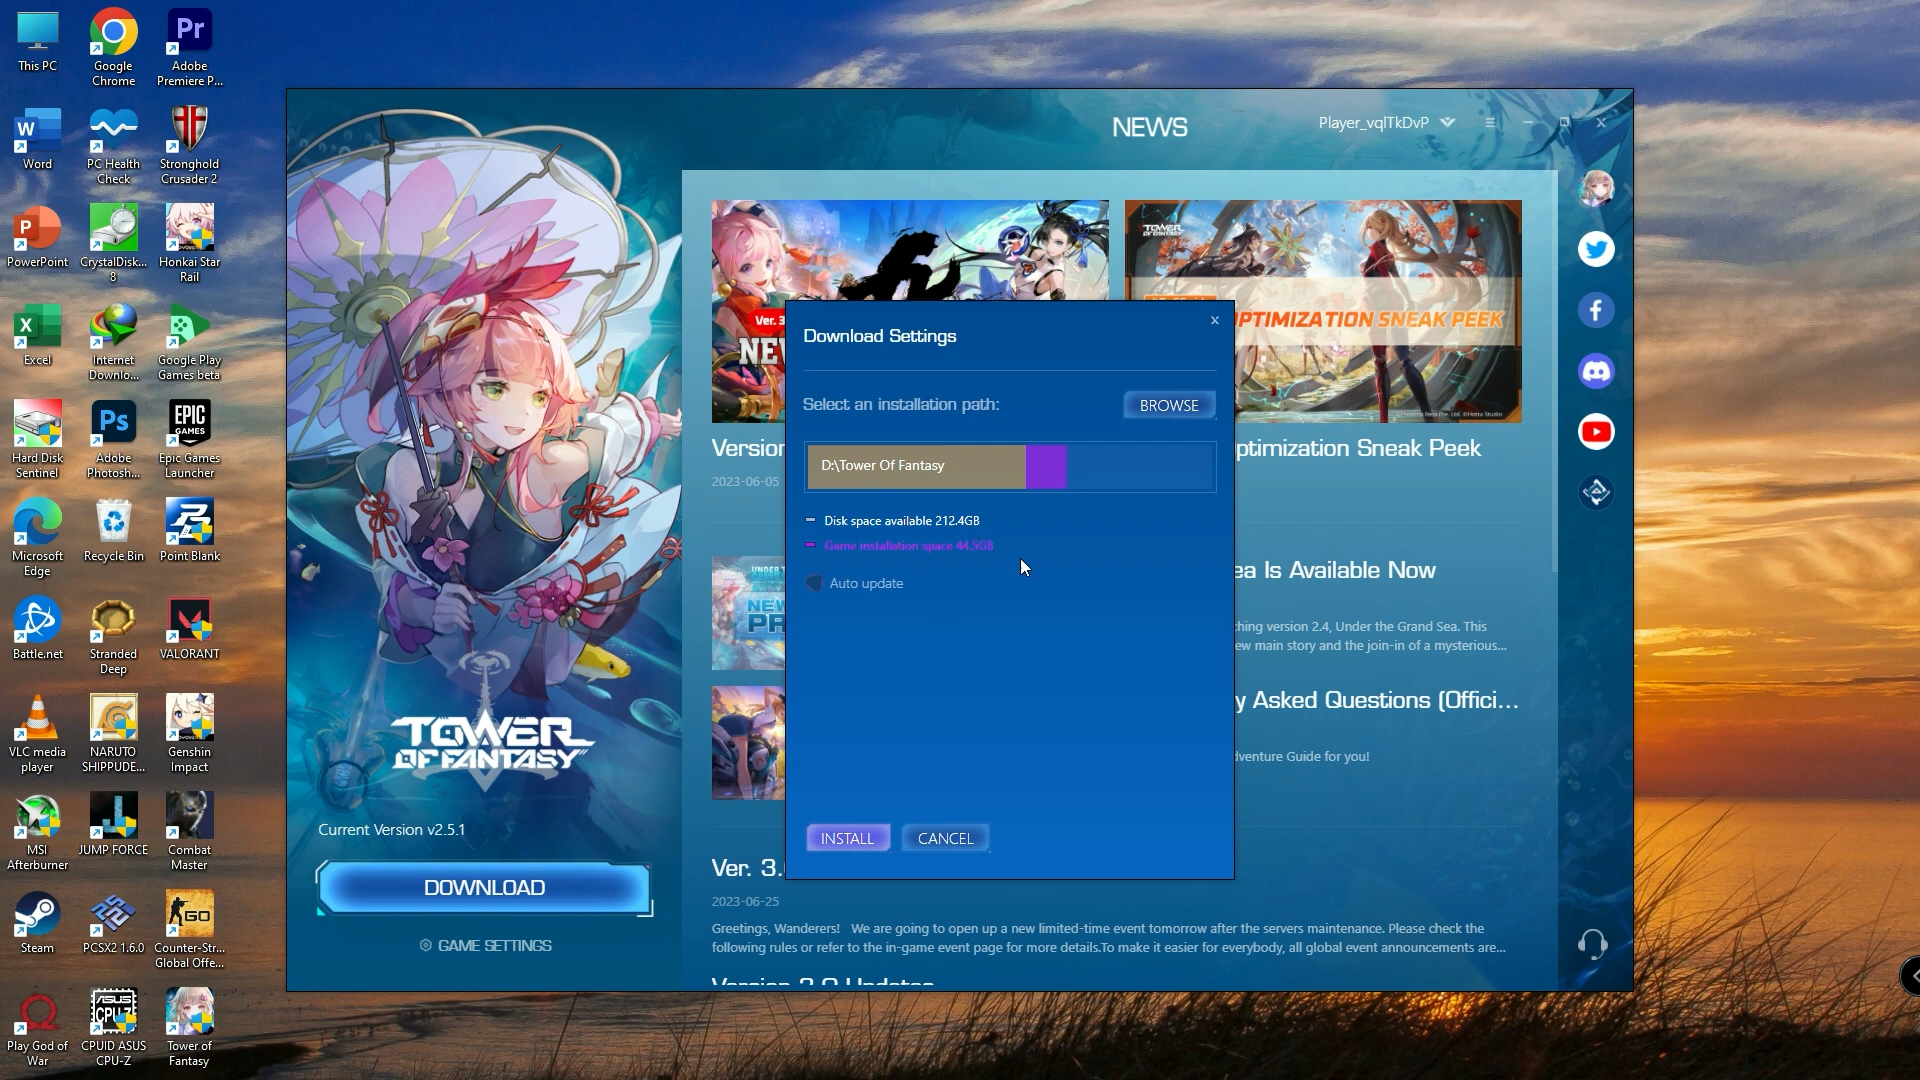 This PC
Google
Chrome
Adobe
Premiere P...
Word
PC Health
Check
Stronghold
Crusader 2
PowerPoint
CrystalDisk...
8
Honkai Star
Rail
Excel
Internet
Downlo...
Google Play
Games beta
Hard Disk
Sentinel
Adobe
Photosh...
Epic Games
Launcher
Microsoft
Edge
Recycle Bin
Point Blank
Battle.net
Stranded
Deep
VALORANT
VLC media
player
NARUTO
SHIPPUDE...
Genshin
Impact
MSI
Afterburner
JUMP FORCE
Combat
Master
Steam
PCSX2 1.6.0
Counter-Str...
Global Offe...
Play God of
War
CPUID ASUS
CPU-Z
Tower of
Fantasy
NEWS
Player_vqlTkDvP
TOWER
OF FANTASY
Current Version v2.5.1
DOWNLOAD
GAME SETTINGS
Ver. 3
NE
TOWER
OF FANTASY
PTIMIZATION SNEAK PEEK
Version
2023-06-05
ptimization Sneak Peek
UNDER T
NEW
PR
ea Is Available Now
hing version 2.4, Under the Grand Sea. This
ew main story and the join-in of a mysterious...
y Asked Questions (Offici...
dventure Guide for you!
Ver. 3.
2023-06-25
Greetings, Wanderers! We are going to open up a new limited-time event tomorrow after the servers maintenance. Please check the
following rules or refer to the in-game event page for more details.To make it easier for everybody, all global event announcements are...
Download Settings
x
Select an installation path:
BROWSE
D:\Tower Of Fantasy
Disk space available 212.4GB
Game installation space 44.5GB
Auto update
INSTALL
CANCEL